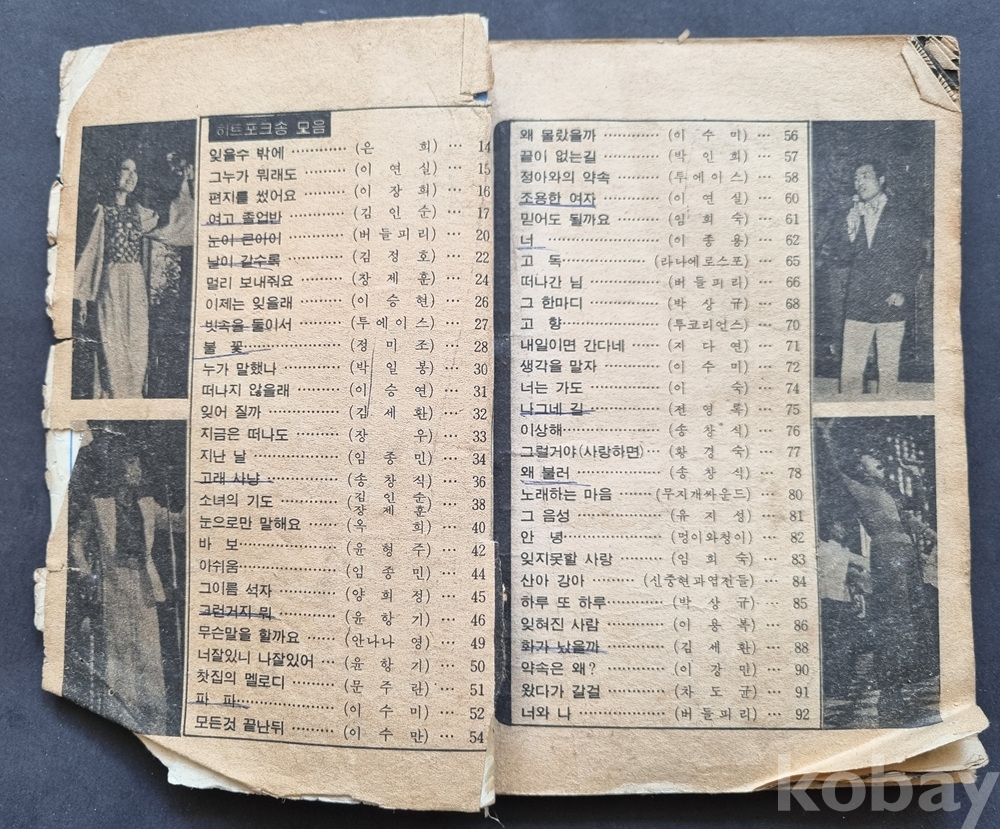 히트포크송 모음
잊을수 밖에 ………… (은 희) … 14
그누가 뭐래도 ………… (이 연 실) … 15
편지를 썼어요 ………… (이 장 희) … 16
여고 졸업반 ………… (김 인 순) … 17
눈이 큰아이 ………… (버 들 피 리) … 20
날이 갈수록 ………… (김 정 호) … 22
멀리 보내줘요 ………… (장 제 훈) … 24
이제는 잊을래 ………… (이 승 현) … 26
빗속을 둘이서 ………… (투 에 이 스) … 27
불 꽃 ………… (정 미 조) … 28
누가 말했나 ………… (박 일 봉) … 30
떠나지 않을래 ………… (이 승 연) … 31
잊어 질까 ………… (김 세 환) … 32
지금은 떠나도 ………… (장 우) … 33
지난 날 ………… (임 종 민) … 34
고래 사냥 ………… (송 창 식) … 36
소녀의 기도 ………… (김 인 순 장 제 훈) … 38
눈으로만 말해요 …… (옥 희) … 40
바 보 ………… (윤 형 주) … 42
아쉬움 ………… (임 종 민) … 44
그이름 석자 ………… (양 희 정) … 45
그런거지 뭐 ………… (윤 항 기) … 46
무슨말을 할까요 …… (안 나 나 영) … 49
너잘있니 나잘있어 … (윤 항 기) … 50
찻집의 멜로디 ………… (문 주 란) … 51
파 파 ………… (이 수 미) … 52
모든것 끝난뒤 ………… (이 수 만) … 54
왜 몰랐을까 ………… (이 수 미) … 56
끝이 없는길 ………… (박 인 희) … 57
정아와의 약속 ………… (투 에 이 스) … 58
조용한 여자 ………… (이 연 실) … 60
믿어도 될까요 ………… (임 희 숙) … 61
너 ………… (이 종 용) … 62
고 독 ………… (라나에로스포) … 65
떠나간 님 ………… (버 들 피 리) … 66
그 한마디 ………… (박 상 규) … 68
고 향 ………… (투코리언스) … 70
내일이면 간다네 ………… (지 다 연) … 71
생각을 말자 ………… (이 수 미) … 72
너는 가도 ………… (이 숙) … 74
나그네 길 ………… (전 영 록) … 75
이상해 ………… (송 창 식) … 76
그럴거야(사랑하면) … (황 경 숙) … 77
왜 불러 ………… (송 창 식) … 78
노래하는 마음 …… (무지개싸운드) … 80
그 음성 ………… (유 지 성) … 81
안 녕 ………… (멍이와청이) … 82
잊지못할 사랑 ………… (임 희 숙) … 83
산아 강아 ……… (신중현과엽전들) … 84
하루 또 하루 ………… (박 상 규) … 85
잊혀진 사람 ………… (이 용 복) … 86
화가 났을까 ………… (김 세 환) … 88
약속은 왜? ………… (이 강 민) … 90
왔다가 갈걸 ………… (차 도 균) … 91
너와 나 ………… (버 들 피 리) … 92
kobay